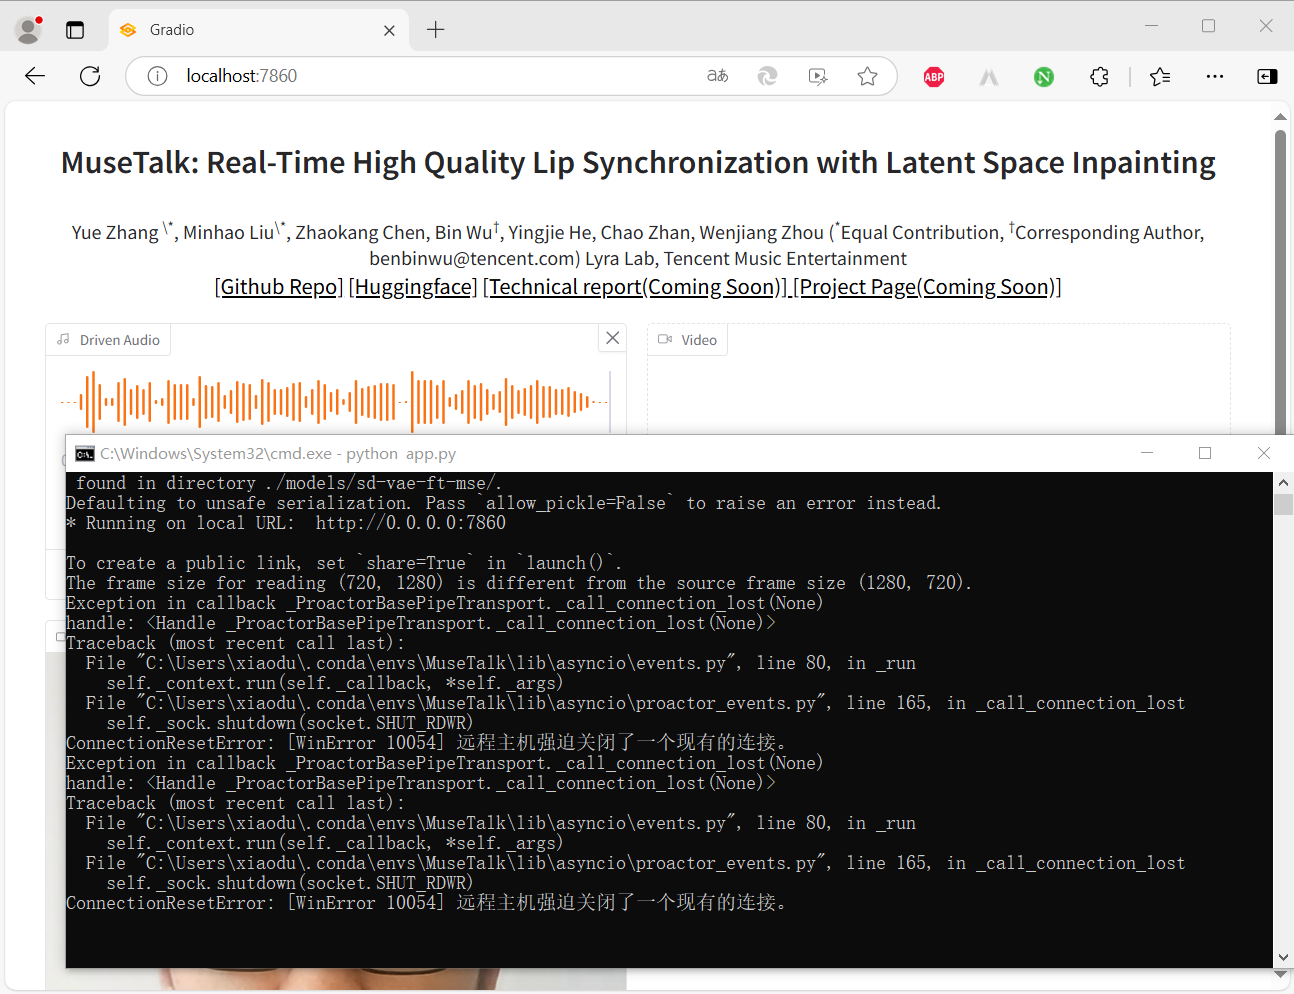 Gradio
localhost:7860
aあ
ABP
N
MuseTalk: Real-Time High Quality Lip Synchronization with Latent Space Inpainting
Yue Zhang \*, Minhao Liu\*, Zhaokang Chen, Bin Wu†, Yingjie He, Chao Zhan, Wenjiang Zhou (*Equal Contribution, †Corresponding Author,
benbinwu@tencent.com) Lyra Lab, Tencent Music Entertainment
[Github Repo] [Huggingface] [Technical report(Coming Soon)] [Project Page(Coming Soon)]
Driven Audio
Video
C:\Windows\System32\cmd.exe - python  app.py
found in directory ./models/sd-vae-ft-mse/.
Defaulting to unsafe serialization. Pass `allow_pickle=False` to raise an error instead.
* Running on local URL:  http://0.0.0.0:7860
To create a public link, set `share=True` in `launch()`.
The frame size for reading (720, 1280) is different from the source frame size (1280, 720).
Exception in callback _ProactorBasePipeTransport._call_connection_lost(None)
handle: <Handle _ProactorBasePipeTransport._call_connection_lost(None)>
Traceback (most recent call last):
File "C:\Users\xiaodu\.conda\envs\MuseTalk\lib\asyncio\events.py", line 80, in _run
self._context.run(self._callback, *self._args)
File "C:\Users\xiaodu\.conda\envs\MuseTalk\lib\asyncio\proactor_events.py", line 165, in _call_connection_lost
self._sock.shutdown(socket.SHUT_RDWR)
ConnectionResetError: [WinError 10054] 远程主机强迫关闭了一个现有的连接。
Exception in callback _ProactorBasePipeTransport._call_connection_lost(None)
handle: <Handle _ProactorBasePipeTransport._call_connection_lost(None)>
Traceback (most recent call last):
File "C:\Users\xiaodu\.conda\envs\MuseTalk\lib\asyncio\events.py", line 80, in _run
self._context.run(self._callback, *self._args)
File "C:\Users\xiaodu\.conda\envs\MuseTalk\lib\asyncio\proactor_events.py", line 165, in _call_connection_lost
self._sock.shutdown(socket.SHUT_RDWR)
ConnectionResetError: [WinError 10054] 远程主机强迫关闭了一个现有的连接。